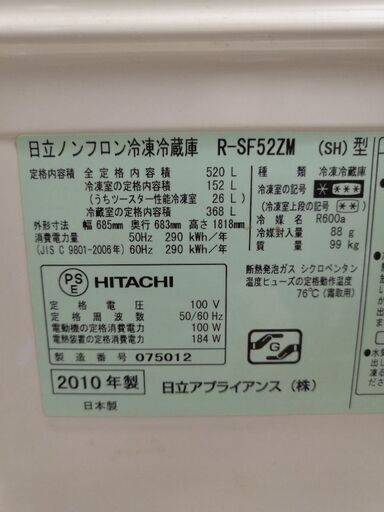 日立ノンフロン冷凍冷蔵庫 R-SF52ZM (SH) 型
定格内容積 全定格内容積 520 L
冷凍室の定格内容積 152 L
(うちツースター性能冷凍室 26 L)
冷蔵室の定格内容積 368 L
外形寸法 幅 685mm 奥行 683mm 高さ 1818mm
消費電力量 50Hz 290 kWh/年
(JIS C 9801-2006年) 60Hz 290 kWh/年
種類 冷凍冷蔵庫
冷凍室の記号 * ***
(冷凍室上段の記号 **)
冷媒名 R600a
冷媒封入量 88 g
質量 99 kg
PS
E
HITACHI
断熱発泡ガス シクロペンタン
温度ヒューズの定格動作温度
76℃ (霜取用)
定格電圧 100 V
定格周波数 50/60 Hz
電動機の定格消費電力 100 W
電熱装置の定格消費電力 184 W
製造番号 075012
G
2010 年製
日立アプライアンス (株)
日本製